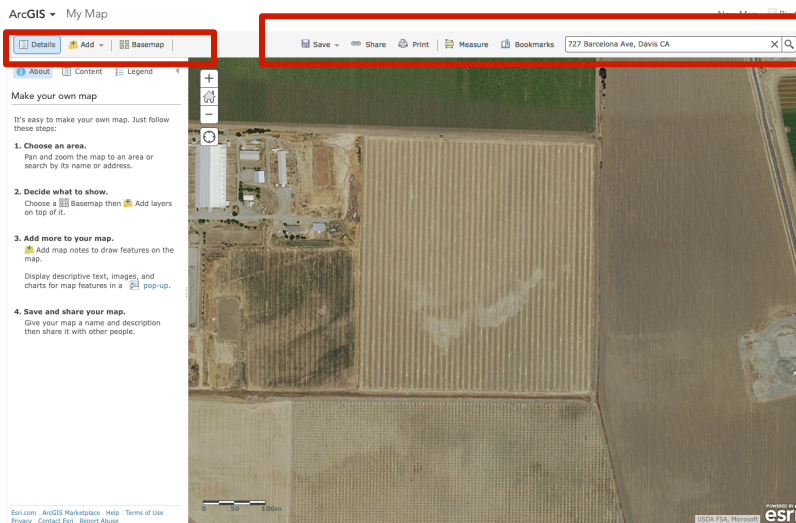 ArcGIS My Map
New Map
Details Add Basemap Save Share Print Measure Bookmarks 727 Barcelona Ave, Davis CA
About Content Legend
Make your own map
It's easy to make your own map. Just follow
these steps:
1. Choose an area.
Pan and zoom the map to an area or
search by its name or address.
2. Decide what to show.
Choose a Basemap then Add layers
on top of it.
3. Add more to your map.
Add map notes to draw features on the
map.
Display descriptive text, images, and
charts for map features in a pop-up.
4. Save and share your map.
Give your map a name and description
then share it with other people.
0 50 100m
Esri.com ArcGIS Marketplace Help Terms of Use
Privacy Contact Esri Report Abuse
USDA FSA, Microsoft
POWERED BY
esri